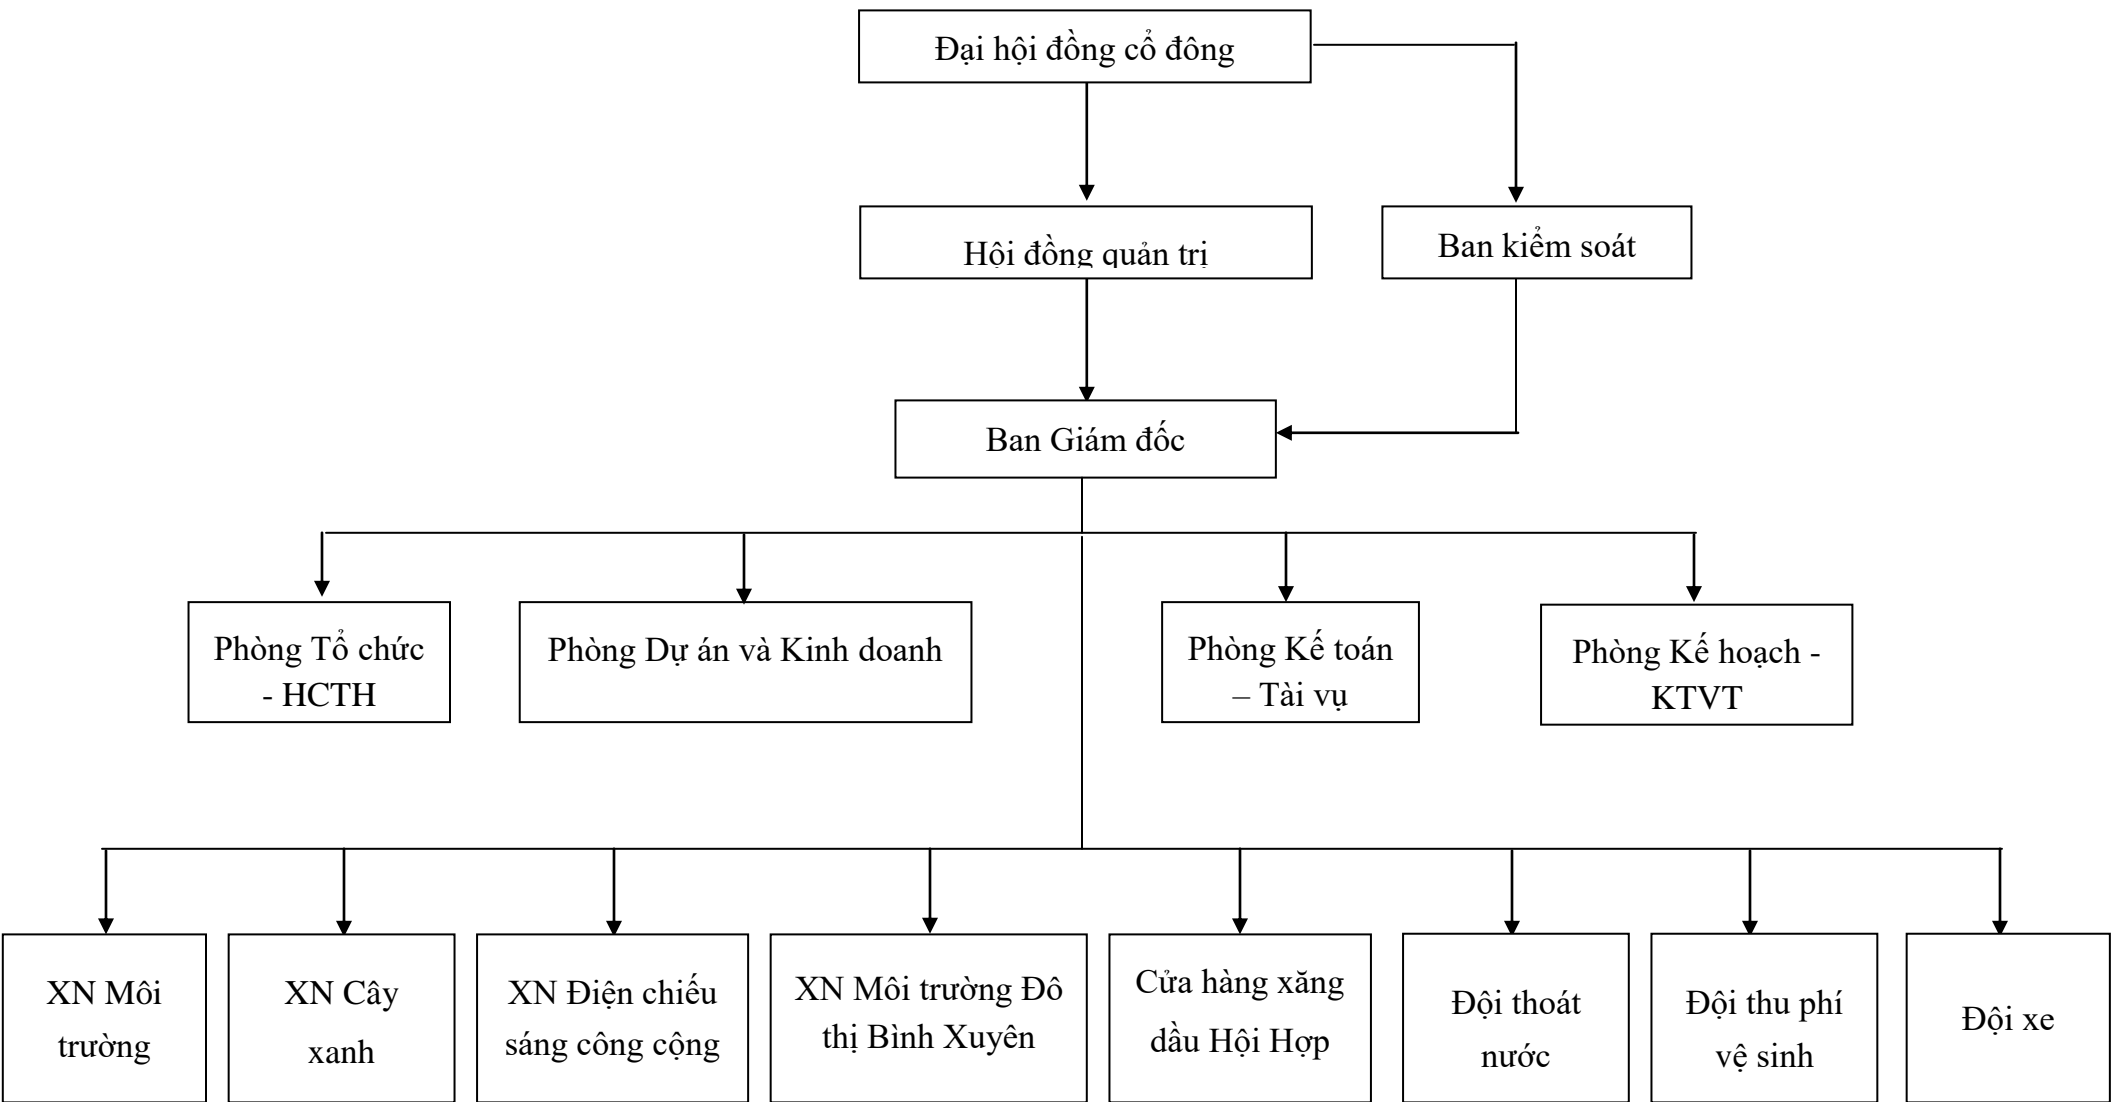 Đại hội đồng cổ đông
Hội đồng quản trị
Ban kiểm soát
Ban Giám đốc
Phòng Tổ chức
- HCTH
Phòng Dự án và Kinh doanh
Phòng Kế toán
– Tài vụ
Phòng Kế hoạch -
KTVT
XN Môi
trường
XN Cây
xanh
XN Điện chiếu
sáng công cộng
XN Môi trường Đô
thị Bình Xuyên
Cửa hàng xăng
dầu Hội Hợp
Đội thoát
nước
Đội thu phí
vệ sinh
Đội xe